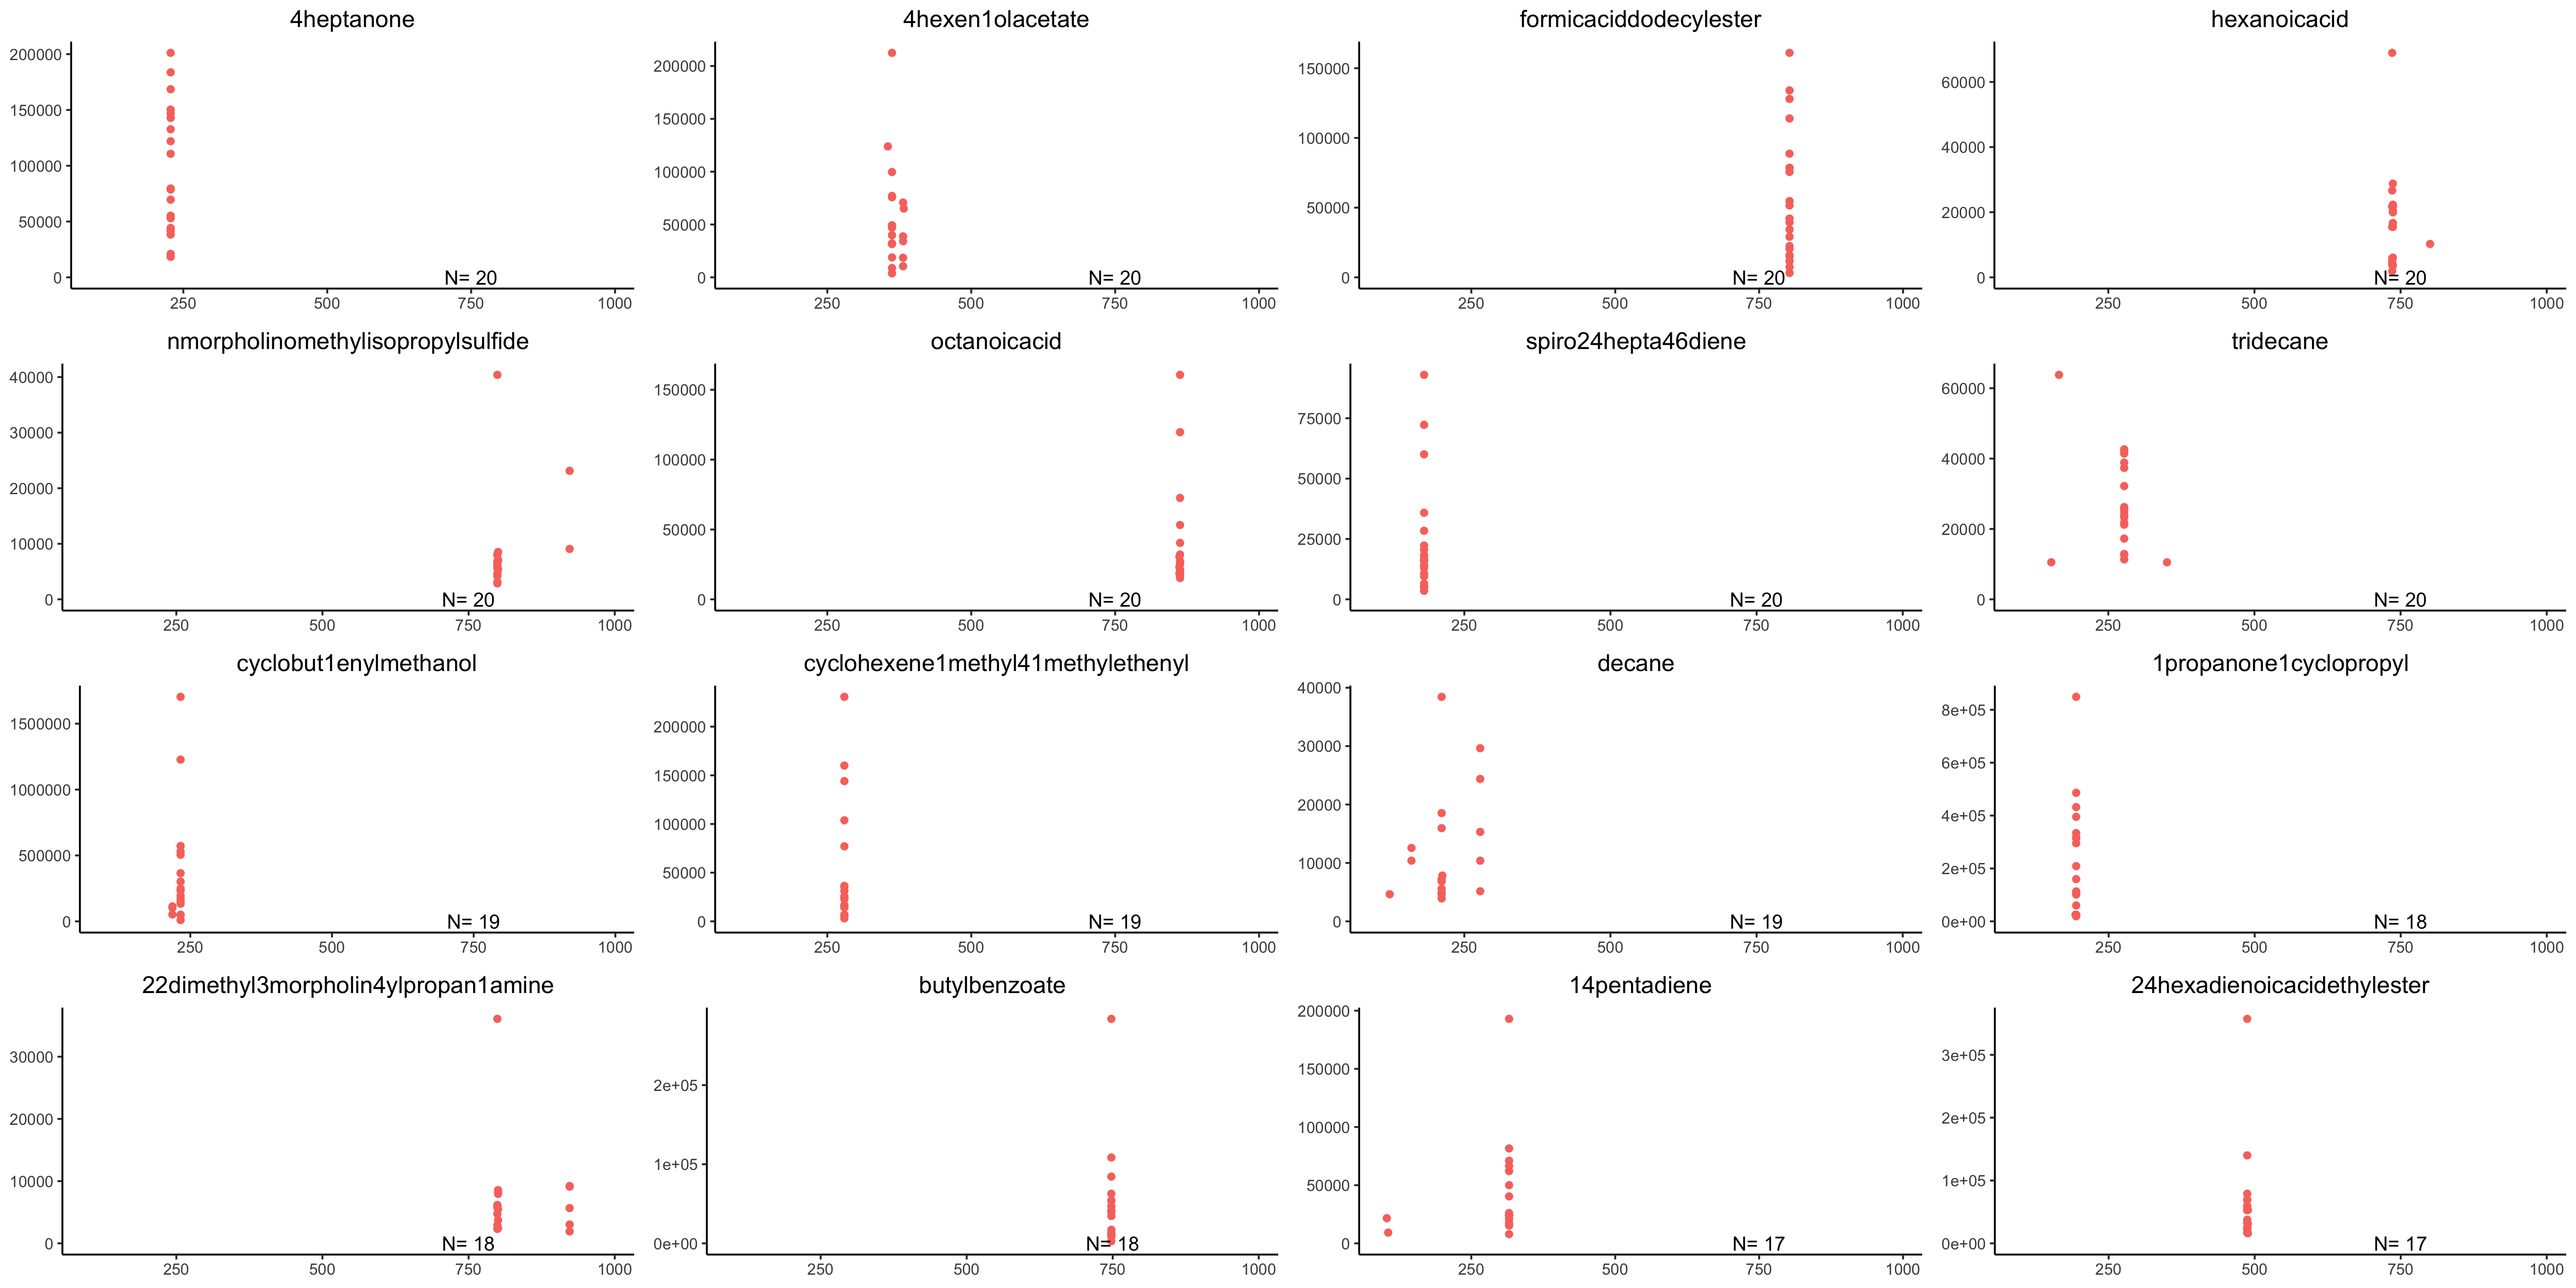 4heptanone
200000
150000
100000
50000
0
N= 20
250 500 750 1000
4hexen1olacetate
200000
150000
100000
50000
0
N= 20
250 500 750 1000
formicaciddodecylester
150000
100000
50000
0
N= 20
250 500 750 1000
hexanoicacid
60000
40000
20000
0
N= 20
250 500 750 1000
nmorpholinomethylisopropylsulfide
40000
30000
20000
10000
0
N= 20
250 500 750 1000
octanoicacid
150000
100000
50000
0
N= 20
250 500 750 1000
spiro24hepta46diene
75000
50000
25000
0
N= 20
250 500 750 1000
tridecane
60000
40000
20000
0
N= 20
250 500 750 1000
cyclobut1enylmethanol
1500000
1000000
500000
0
N= 19
250 500 750 1000
cyclohexene1methyl41methylethenyl
200000
150000
100000
50000
0
N= 19
250 500 750 1000
decane
40000
30000
20000
10000
0
N= 19
250 500 750 1000
1propanone1cyclopropyl
8e+05
6e+05
4e+05
2e+05
0e+00
N= 18
250 500 750 1000
22dimethyl3morpholin4ylpropan1amine
30000
20000
10000
0
N= 18
250 500 750 1000
butylbenzoate
2e+05
1e+05
0e+00
N= 18
250 500 750 1000
14pentadiene
200000
150000
100000
50000
0
N= 17
250 500 750 1000
24hexadienoicacidethylester
3e+05
2e+05
1e+05
0e+00
N= 17
250 500 750 1000